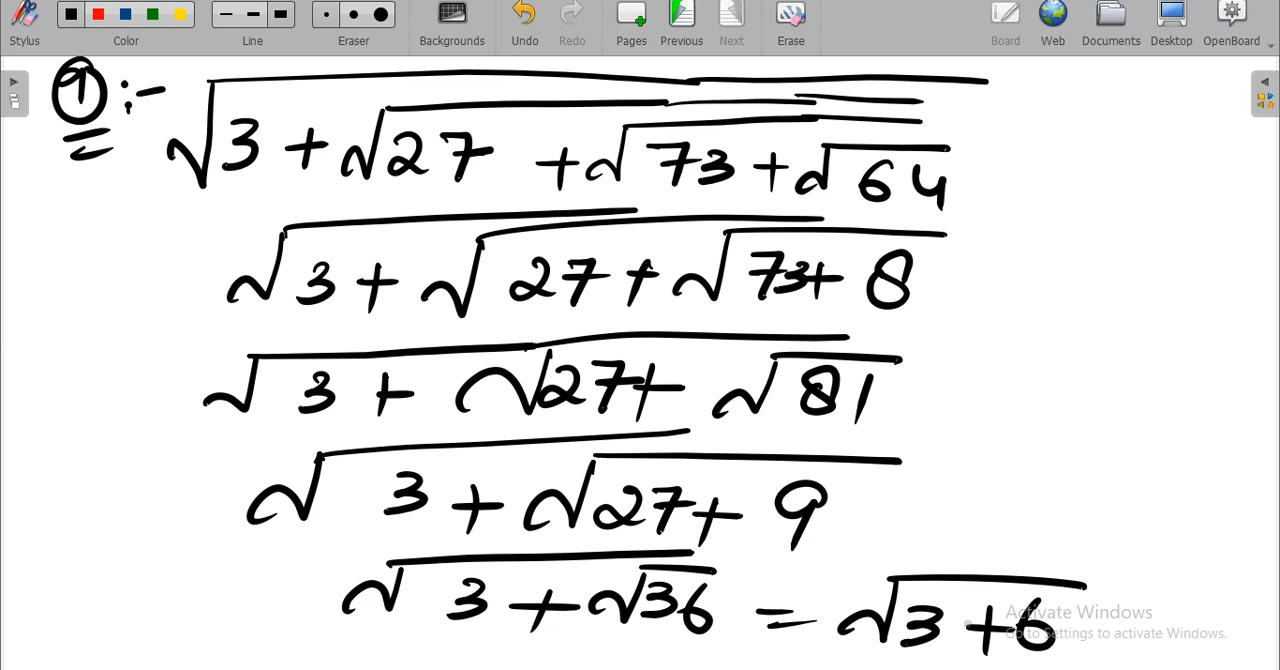 Stylus Color Line Eraser Backgrounds Undo Redo Pages Previous Next Erase Board Web Documents Desktop OpenBoard
9 :- √3 + √27 + √73 + √64
√3 + √27 + √73 + 8
√3 + √27 + √81
√3 + √27 + 9
√3 + √36 = √3 + 6
Activate Windows
Go to Settings to activate Windows.